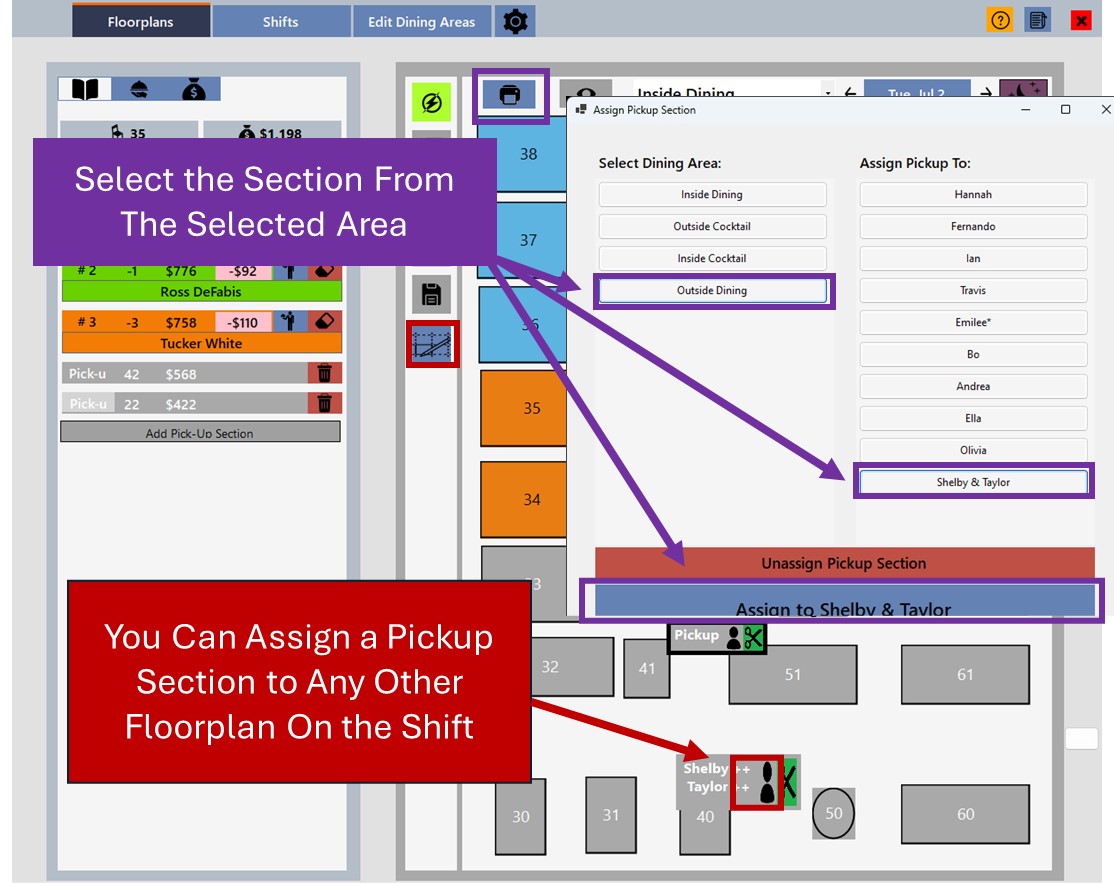 Floorplans
Shifts
Edit Dining Areas
?
35
$1,198
Select the Section From
The Selected Area
# 2 -1 $776 -$92
Ross DeFabis
# 3 -3 $758 -$110
Tucker White
Pick-u 42 $568
Pick-u 22 $422
Add Pick-Up Section
Inside Dining
Tue, Jul 2
Assign Pickup Section
Select Dining Area:
Inside Dining
Outside Cocktail
Inside Cocktail
Outside Dining
Assign Pickup To:
Hannah
Fernando
Ian
Travis
Emilee*
Bo
Andrea
Ella
Olivia
Shelby & Taylor
Unassign Pickup Section
Assign to Shelby & Taylor
38
37
36
35
34
33
You Can Assign a Pickup
Section to Any Other
Floorplan On the Shift
Pickup
32
41
51
61
Shelby ++
Taylor ++
30
31
40
50
60